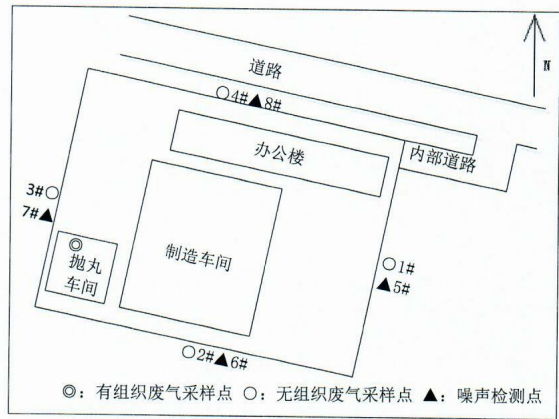 N
道路
○4#▲8#
办公楼
内部道路
3#○
7#▲
制造车间
◎
抛丸
车间
○1#
▲5#
○2#▲6#
◎：有组织废气采样点 ○：无组织废气采样点 ▲：噪声检测点